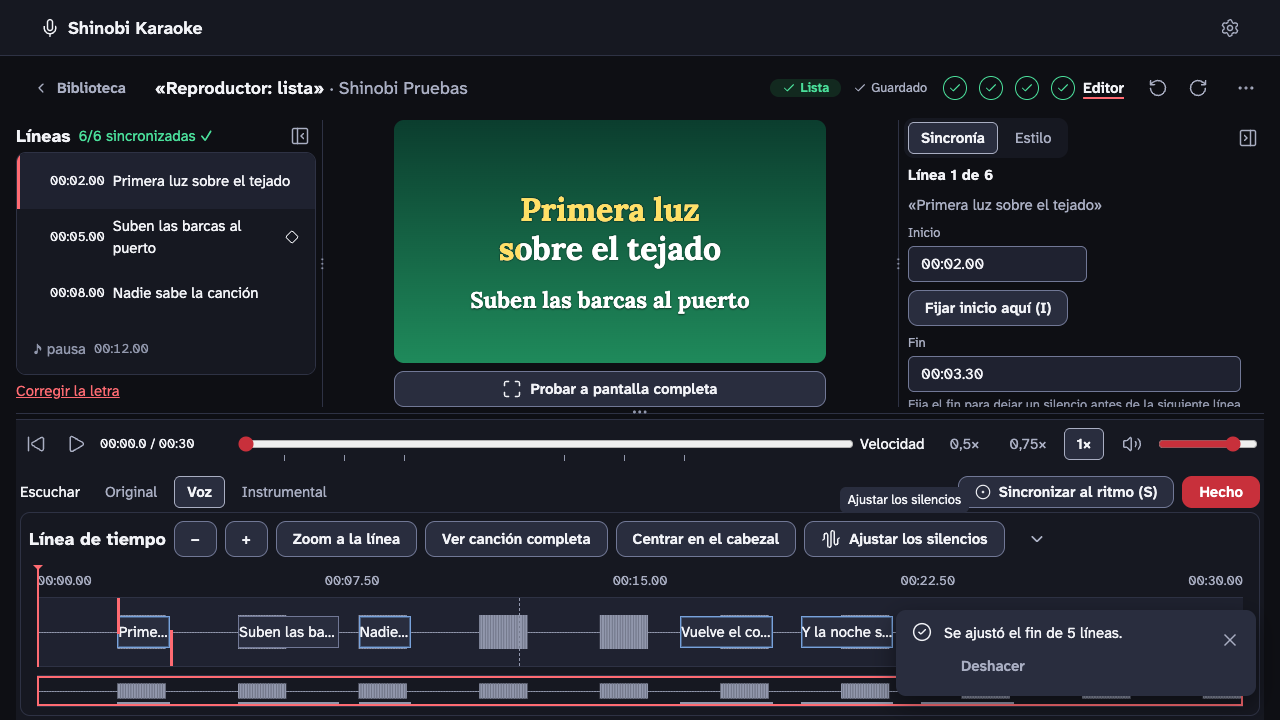 Shinobi Karaoke
Biblioteca
«Reproductor: lista» · Shinobi Pruebas
Lista
Guardado
Editor
Líneas 6/6 sincronizadas
00:02.00 Primera luz sobre el tejado
00:05.00 Suben las barcas al
puerto
00:08.00 Nadie sabe la canción
pausa 00:12.00
Corregir la letra
Primera luz
sobre el tejado
Suben las barcas al puerto
Probar a pantalla completa
Sincronía Estilo
Línea 1 de 6
«Primera luz sobre el tejado»
Inicio
00:02.00
Fijar inicio aquí (I)
Fin
00:03.30
Fija el fin para dejar un silencio antes de la siguiente línea
00:00.0 / 00:30
Velocidad 0,5× 0,75× 1×
Escuchar Original Voz Instrumental
Ajustar los silencios
Sincronizar al ritmo (S)
Hecho
Línea de tiempo
− +
Zoom a la línea
Ver canción completa
Centrar en el cabezal
Ajustar los silencios
00:00.00 00:07.50 00:15.00 00:22.50 00:30.00
Prime... Suben las ba... Nadie... Vuelve el co... Y la noche s...
Se ajustó el fin de 5 líneas.
Deshacer